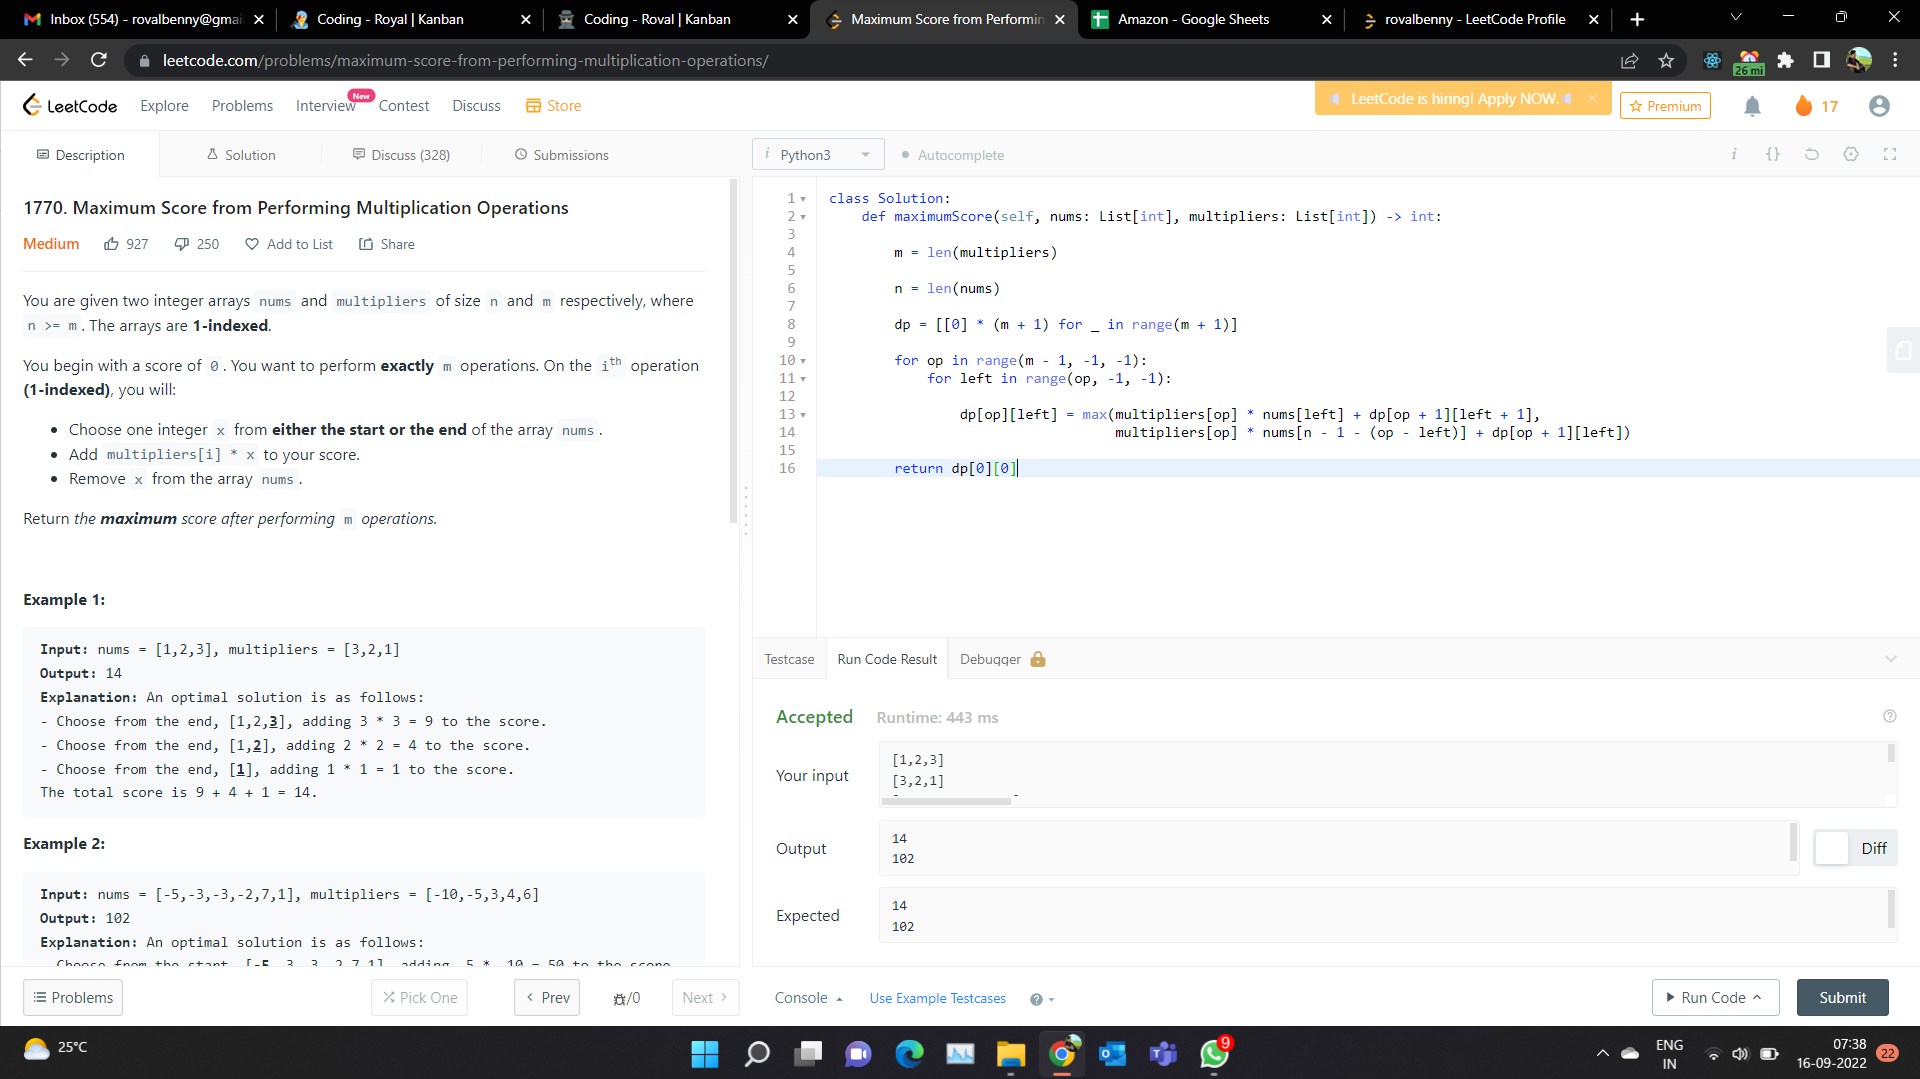 Inbox (554) - rovalbenny@gmai
Coding - Royal | Kanban
Coding - Roval | Kanban
Maximum Score from Performin
Amazon - Google Sheets
rovalbenny - LeetCode Profile
leetcode.com/problems/maximum-score-from-performing-multiplication-operations/
26 mi
LeetCode
Explore
Problems
Interview
New
Contest
Discuss
Store
LeetCode is hiring! Apply NOW.
Premium
17
Description
Solution
Discuss (328)
Submissions
i Python3
Autocomplete
1770. Maximum Score from Performing Multiplication Operations
Medium
927
250
Add to List
Share
You are given two integer arrays nums and multipliers of size n and m respectively, where
n >= m. The arrays are 1-indexed.
You begin with a score of 0. You want to perform exactly m operations. On the ith operation
(1-indexed), you will:
• Choose one integer x from either the start or the end of the array nums.
• Add multipliers[i] * x to your score.
• Remove x from the array nums.
Return the maximum score after performing m operations.
Example 1:
Input: nums = [1,2,3], multipliers = [3,2,1]
Output: 14
Explanation: An optimal solution is as follows:
- Choose from the end, [1,2,3], adding 3 * 3 = 9 to the score.
- Choose from the end, [1,2], adding 2 * 2 = 4 to the score.
- Choose from the end, [1], adding 1 * 1 = 1 to the score.
The total score is 9 + 4 + 1 = 14.
Example 2:
Input: nums = [-5,-3,-3,-2,7,1], multipliers = [-10,-5,3,4,6]
Output: 102
Explanation: An optimal solution is as follows:
- Choose from the start, [-5,-3,-3,-2,7,1], adding -5 * -10 = 50 to the score.
1 class Solution:
2 def maximumScore(self, nums: List[int], multipliers: List[int]) -> int:
3
4 m = len(multipliers)
5
6 n = len(nums)
7
8 dp = [[0] * (m + 1) for _ in range(m + 1)]
9
10 for op in range(m - 1, -1, -1):
11 for left in range(op, -1, -1):
12
13 dp[op][left] = max(multipliers[op] * nums[left] + dp[op + 1][left + 1],
14 multipliers[op] * nums[n - 1 - (op - left)] + dp[op + 1][left])
15
16 return dp[0][0]
Testcase
Run Code Result
Debugger
Accepted
Runtime: 443 ms
Your input
[1,2,3]
[3,2,1]
Output
14
102
Diff
Expected
14
102
Problems
Pick One
Prev
/0
Next
Console
Use Example Testcases
Run Code
Submit
25°C
9
ENG
IN
07:38
16-09-2022
22